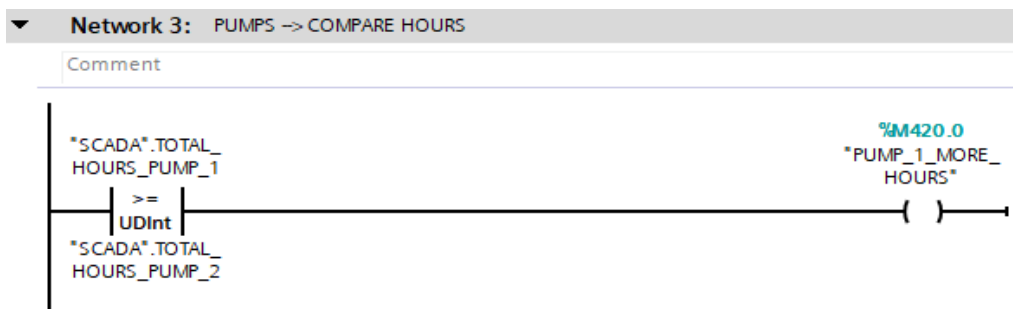 Network 3: PUMPS --> COMPARE HOURS
Comment
"SCADA".TOTAL_
HOURS_PUMP_1
>=
UDInt
"SCADA".TOTAL_
HOURS_PUMP_2
%M420.0
"PUMP_1_MORE_
HOURS"
( )